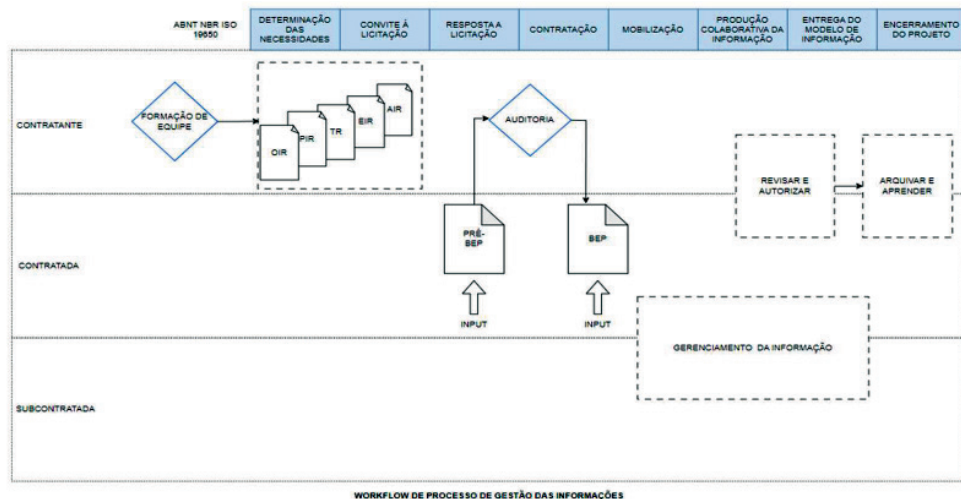 ABNT NBR ISO
19650
DETERMINAÇÃO
DAS
NECESSIDADES
CONVITE À
LICITAÇÃO
RESPOSTA A
LICITAÇÃO
CONTRATAÇÃO
MOBILIZAÇÃO
PRODUÇÃO
COLABORATIVA DA
INFORMAÇÃO
ENTREGA DO
MODELO DE
INFORMAÇÃO
ENCERRAMENTO
DO PROJETO
CONTRATANTE
FORMAÇÃO DE
EQUIPE
OIR
PIR
TR
EIR
AIR
AUDITORIA
REVISAR E
AUTORIZAR
ARQUIVAR E
APRENDER
CONTRATADA
PRÉ-
BEP
BEP
INPUT
INPUT
GERENCIAMENTO DA INFORMAÇÃO
SUBCONTRATADA
WORKFLOW DE PROCESSO DE GESTÃO DAS INFORMAÇÕES